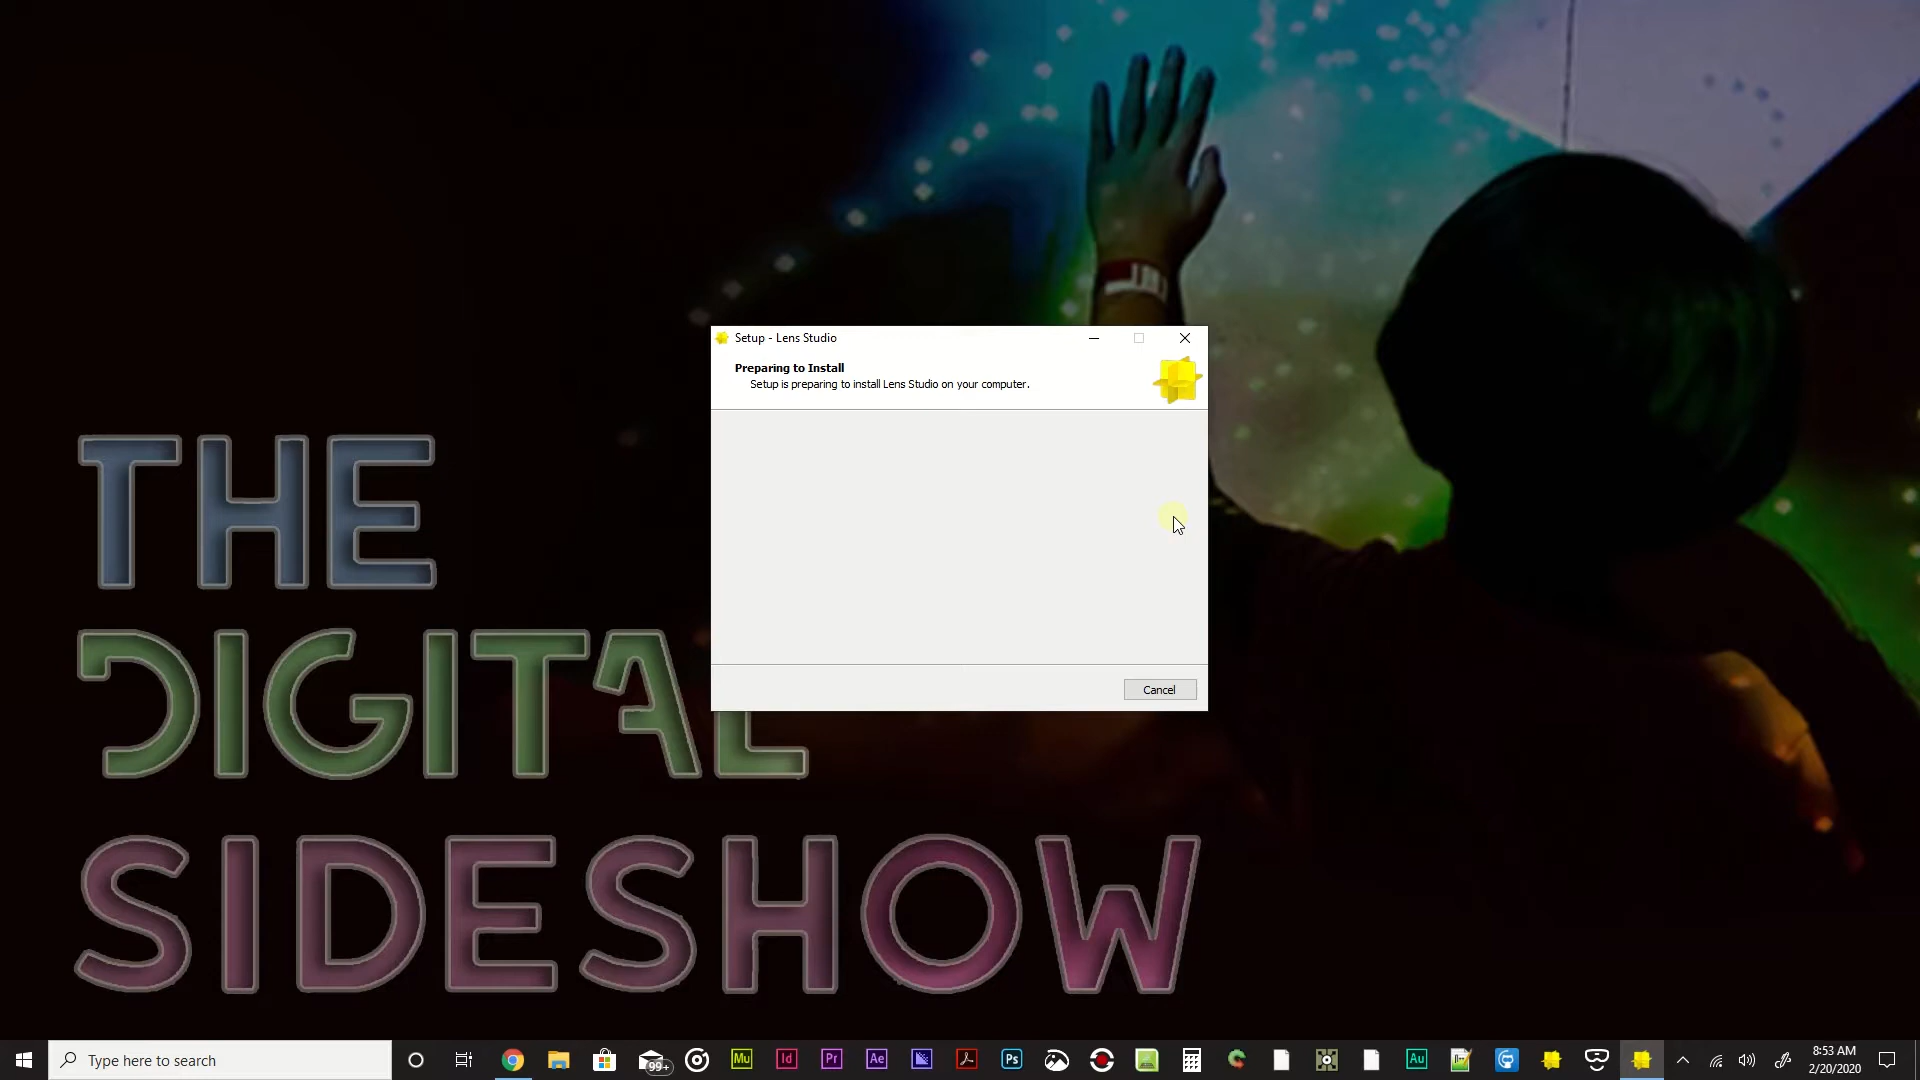 Setup - Lens Studio
Preparing to Install
Setup is preparing to install Lens Studio on your computer.
Cancel
THE
DIGITAL
SIDESHOW
Type here to search
99+
Mu
Id
Pr
Ae
Ps
Au
8:53 AM
2/20/2020